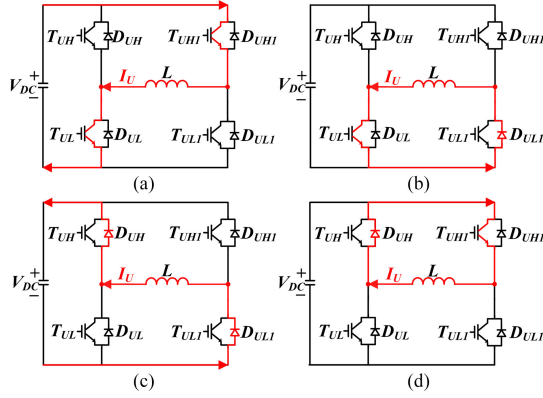 T_UH D_UH T_UH1 D_UH1
I_U L
V_DC + −
T_UL D_UL T_UL1 D_UL1
(a)
T_UH D_UH T_UH1 D_UH1
I_U L
V_DC + −
T_UL D_UL T_UL1 D_UL1
(b)
T_UH D_UH T_UH1 D_UH1
I_U L
V_DC + −
T_UL D_UL T_UL1 D_UL1
(c)
T_UH D_UH T_UH1 D_UH1
I_U L
V_DC + −
T_UL D_UL T_UL1 D_UL1
(d)